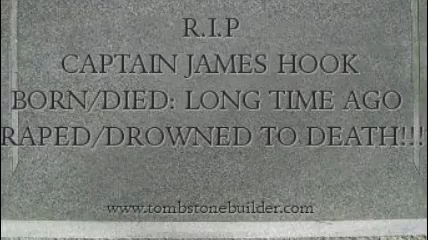 R.I.P
CAPTAIN JAMES HOOK
BORN/DIED: LONG TIME AGO
RAPED/DROWNED TO DEATH!!!
www.tombstonebuilder.com